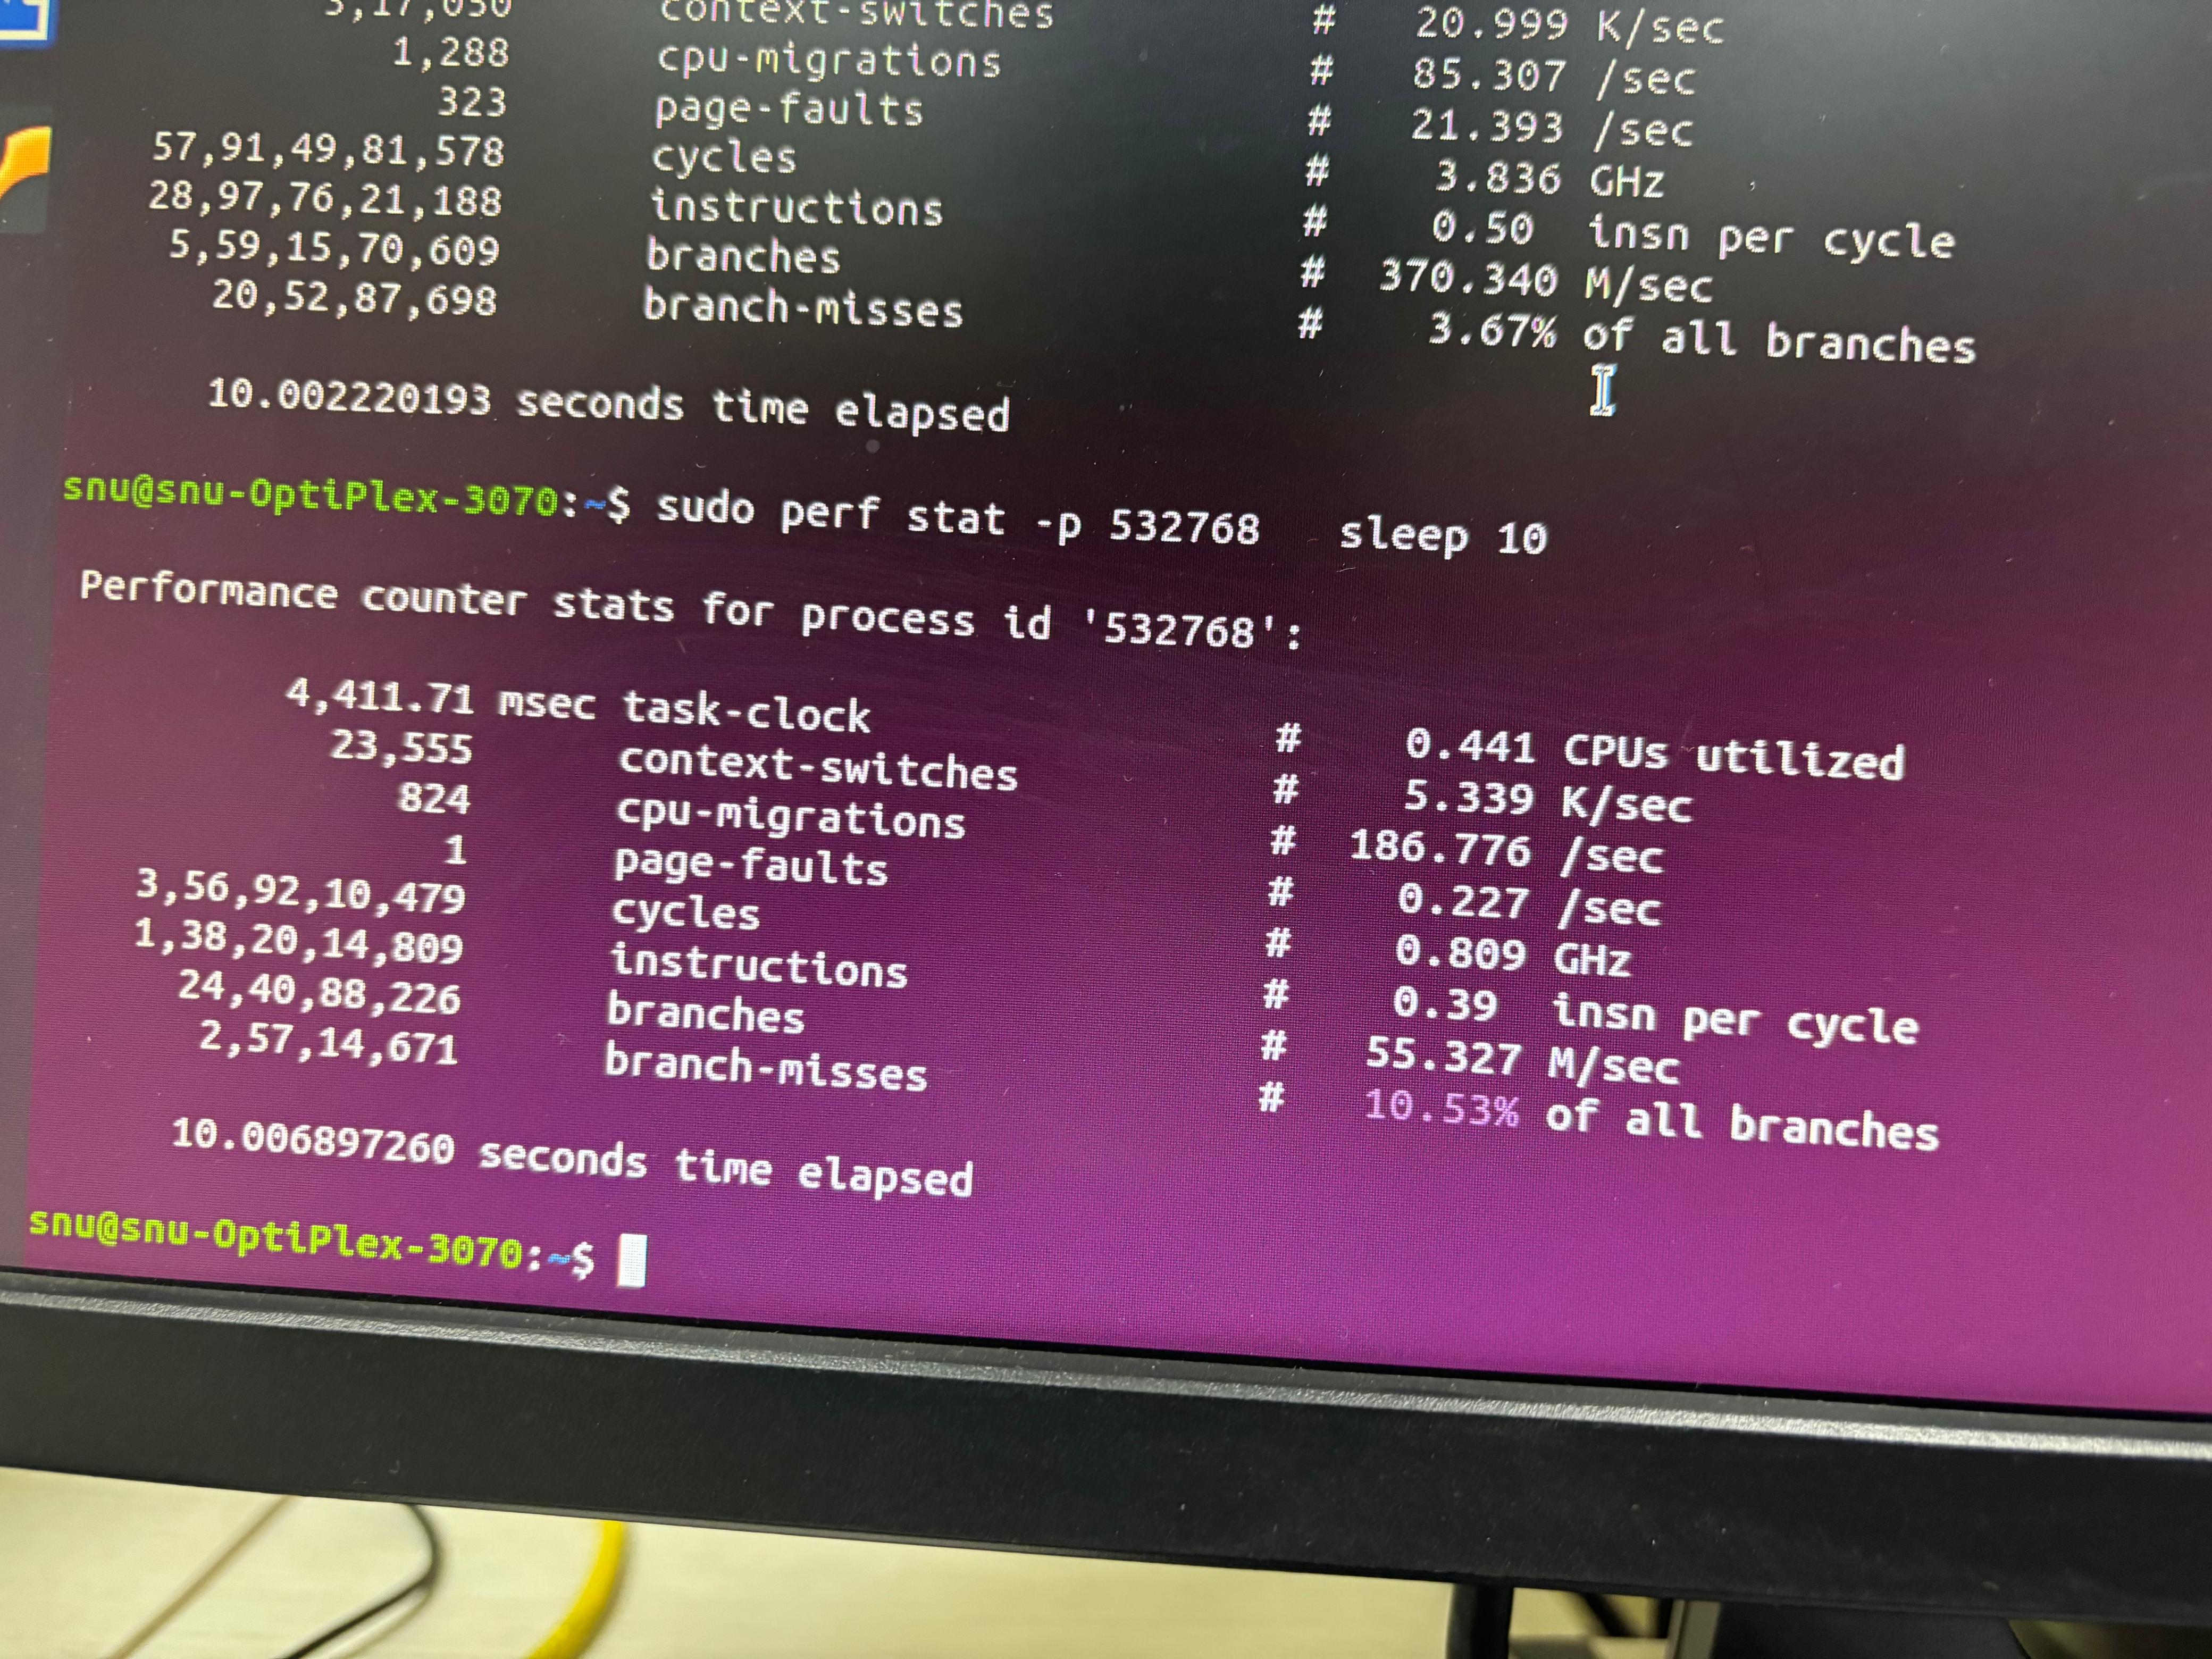 3,17,050 context-switches # 20.999 K/sec
1,288 cpu-migrations # 85.307 /sec
323 page-faults # 21.393 /sec
57,91,49,81,578 cycles # 3.836 GHz
28,97,76,21,188 instructions # 0.50 insn per cycle
5,59,15,70,609 branches # 370.340 M/sec
20,52,87,698 branch-misses # 3.67% of all branches
10.002220193 seconds time elapsed
snu@snu-OptiPlex-3070:~$ sudo perf stat -p 532768 sleep 10
Performance counter stats for process id '532768':
4,411.71 msec task-clock # 0.441 CPUs utilized
23,555 context-switches # 5.339 K/sec
824 cpu-migrations # 186.776 /sec
1 page-faults # 0.227 /sec
3,56,92,10,479 cycles # 0.809 GHz
1,38,20,14,809 instructions # 0.39 insn per cycle
24,40,88,226 branches # 55.327 M/sec
2,57,14,671 branch-misses # 10.53% of all branches
10.006897260 seconds time elapsed
snu@snu-OptiPlex-3070:~$